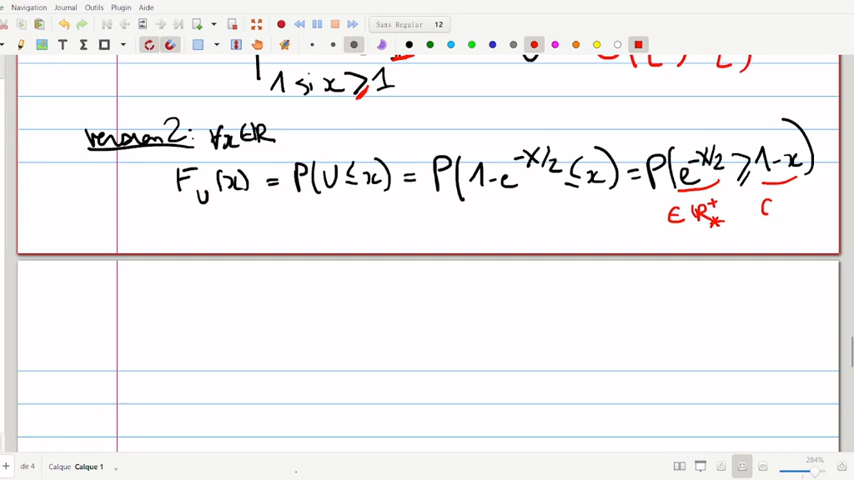 Navigation Journal Outils Plugin Aide
Sans Regular 12
1 si x ⩾ 1
version 2: ∀x∈ℝ
F_U(x) = P(U ≤ x) = P(1-e^{-X/2} ≤ x) = P(e^{-X/2} ⩾ 1-x)
∈ ℝ^+_*
de 4 Calque Calque 1 284%